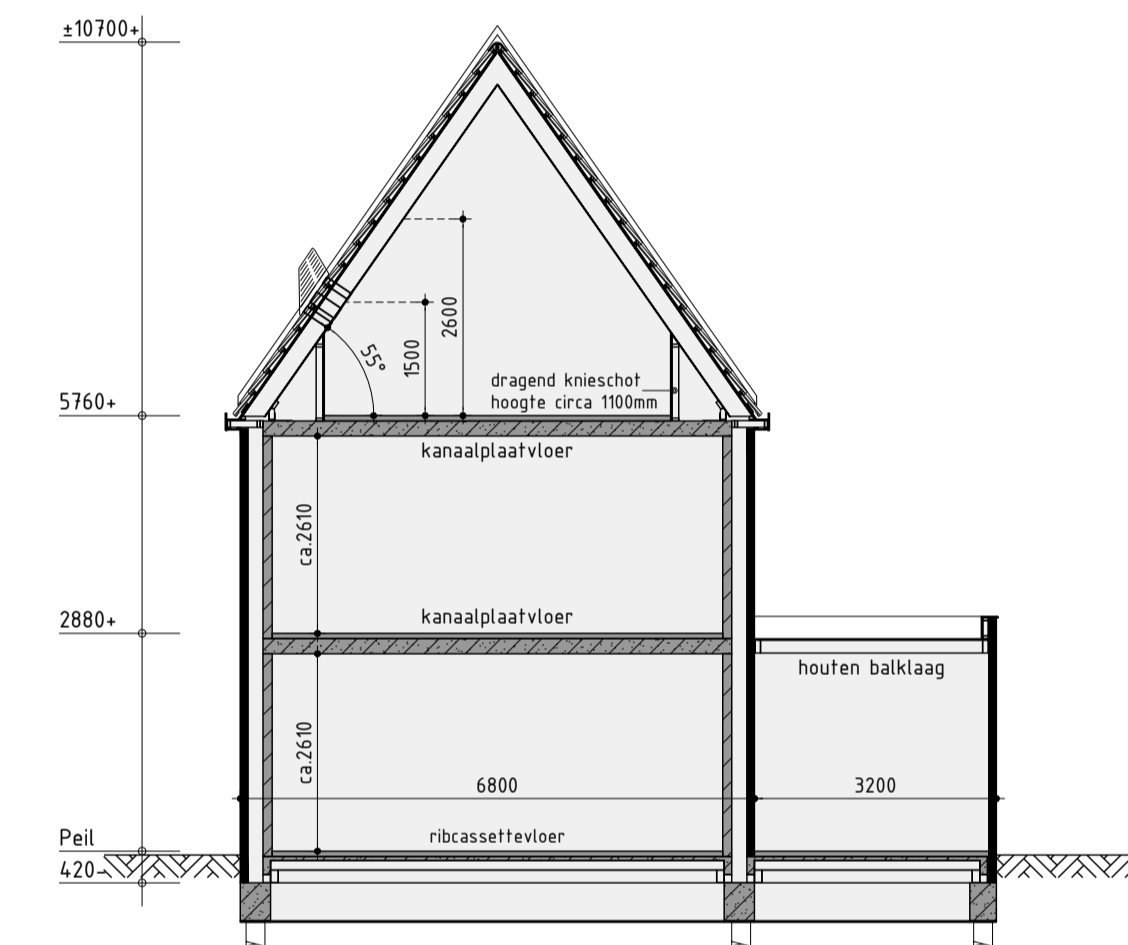 ±10700+
2600
1500
55°
dragend knieschot
hoogte circa 1100mm
5760+
kanaalplaatvloer
ca.2610
kanaalplaatvloer
2880+
houten balklaag
ca.2610
6800
3200
ribcassettevloer
Peil
420-